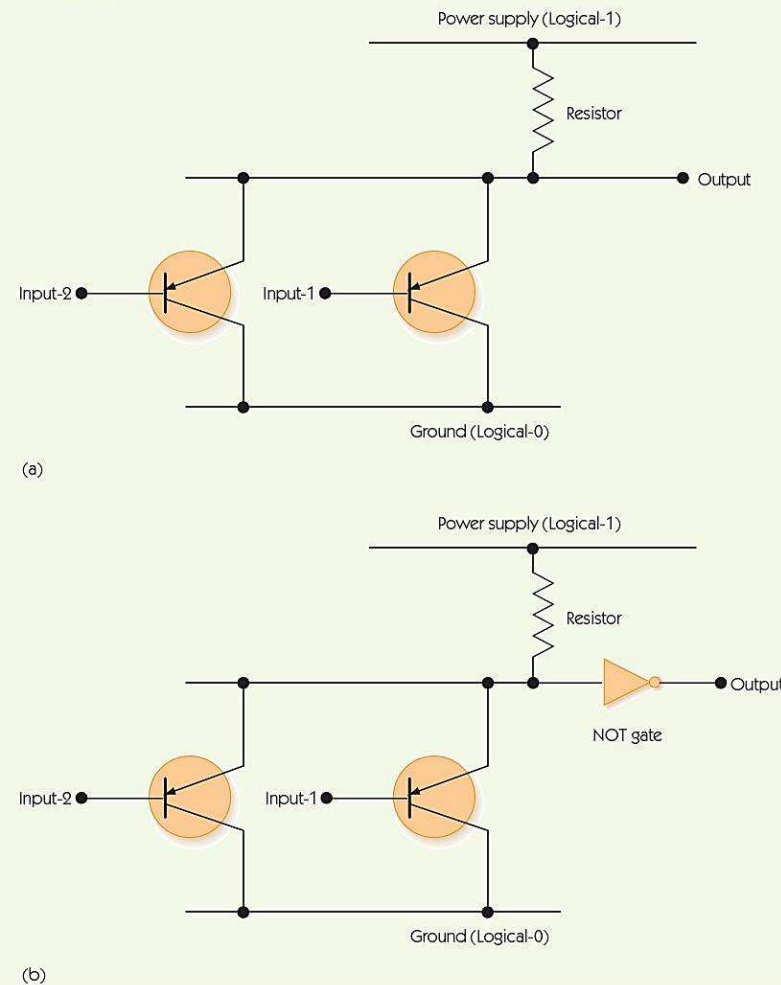 Power supply (Logical-1)
Resistor
Output
Input-2
Input-1
Ground (Logical-0)
(a)
Power supply (Logical-1)
Resistor
Output
NOT gate
Input-2
Input-1
Ground (Logical-0)
(b)